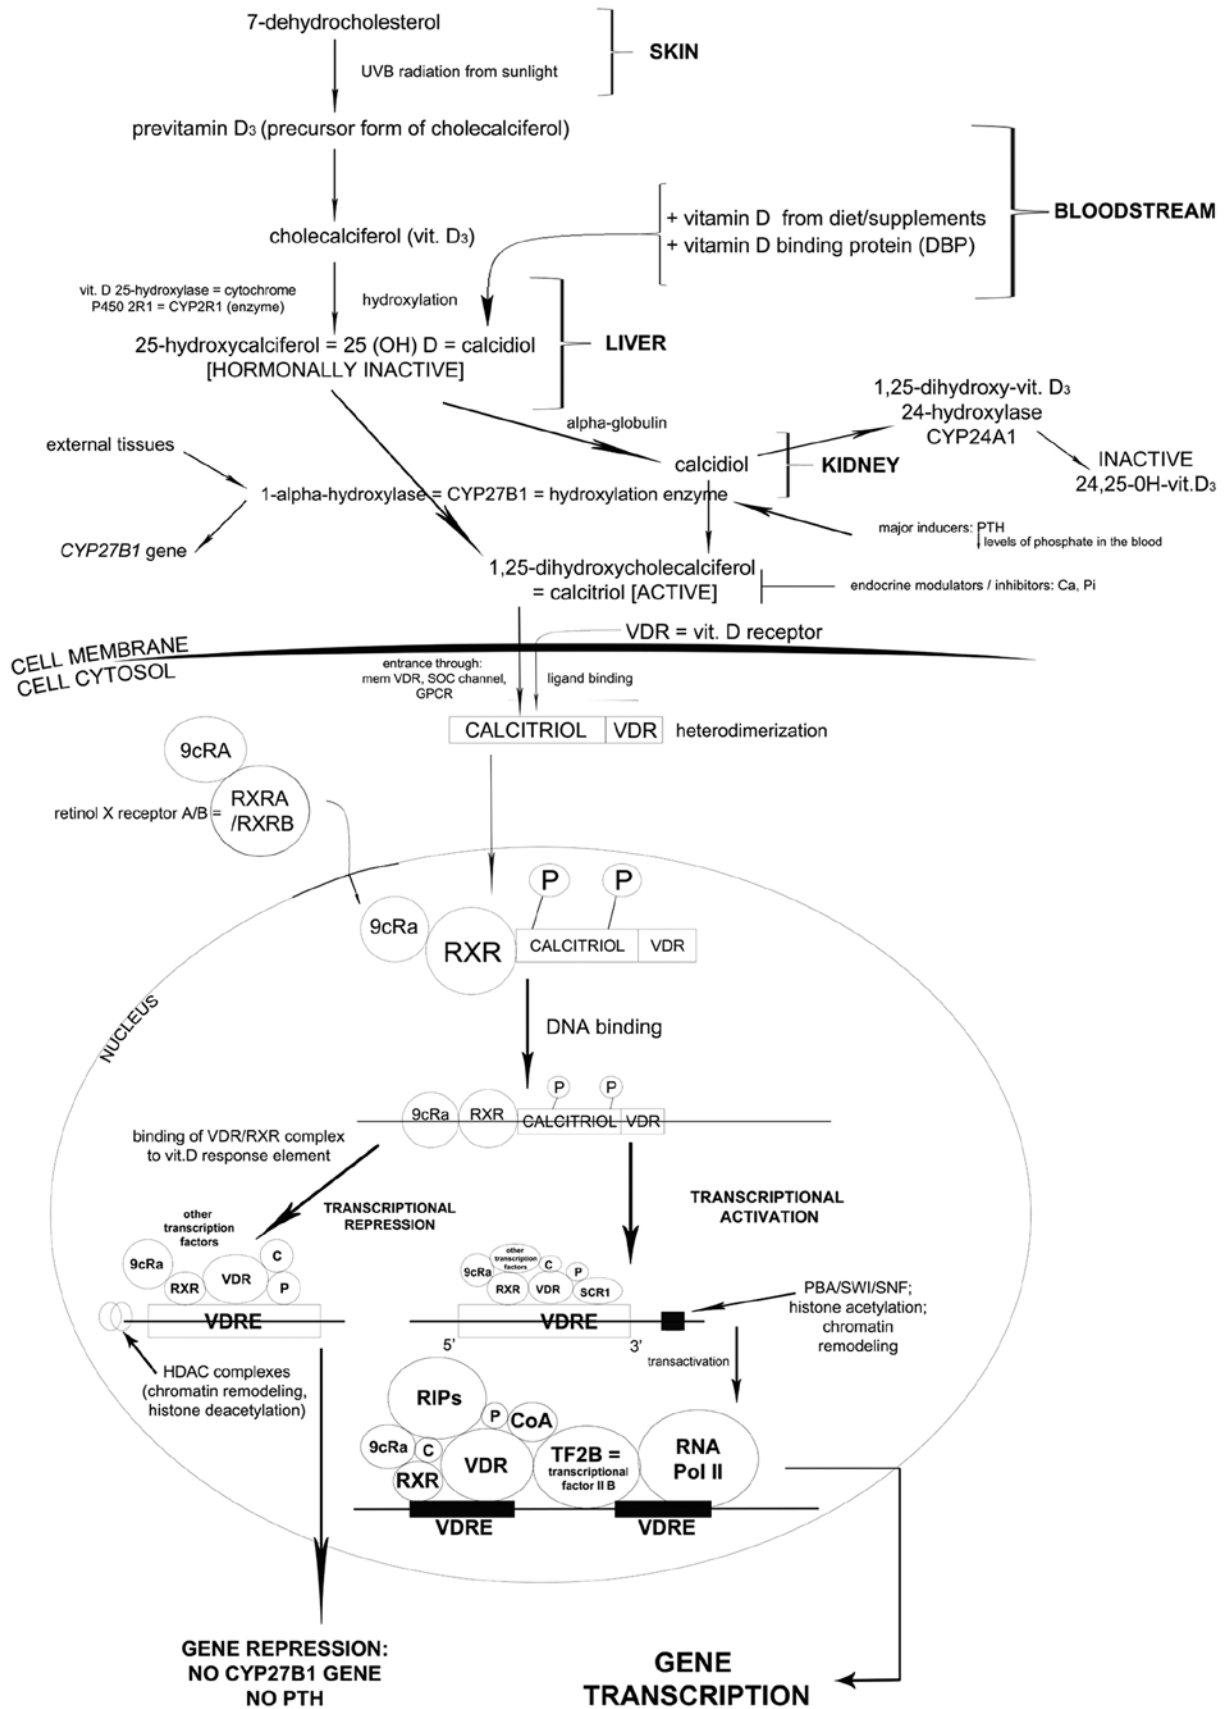 7-dehydrocholesterol
SKIN
UVB radiation from sunlight
previtamin D3 (precursor form of cholecalciferol)
BLOODSTREAM
+ vitamin D from diet/supplements
+ vitamin D binding protein (DBP)
cholecalciferol (vit. D3)
vit. D 25-hydroxylase = cytochrome
P450 2R1 = CYP2R1 (enzyme)
hydroxylation
25-hydroxycalciferol = 25 (OH) D = calcidiol
[HORMONALLY INACTIVE]
LIVER
1,25-dihydroxy-vit. D3
24-hydroxylase
CYP24A1
alpha-globulin
external tissues
calcidiol
KIDNEY
INACTIVE
24,25-0H-vit.D3
1-alpha-hydroxylase = CYP27B1 = hydroxylation enzyme
major inducers: PTH
levels of phosphate in the blood
CYP27B1 gene
1,25-dihydroxycholecalciferol
= calcitriol [ACTIVE]
endocrine modulators / inhibitors: Ca, Pi
VDR = vit. D receptor
CELL MEMBRANE
CELL CYTOSOL
entrance through:
mem VDR, SOC channel,
GPCR
ligand binding
CALCITRIOL
VDR
heterodimerization
9cRA
retinol X receptor A/B =
RXRA
/RXRB
P
P
9cRa
RXR
CALCITRIOL
VDR
NUCLEUS
DNA binding
P
P
9cRa
RXR
CALCITRIOL
VDR
binding of VDR/RXR complex
to vit.D response element
TRANSCRIPTIONAL
REPRESSION
TRANSCRIPTIONAL
ACTIVATION
other
transcription
factors
9cRa
RXR
VDR
C
P
VDRE
HDAC complexes
(chromatin remodeling,
histone deacetylation)
other
transcription
factors
9cRa
RXR
C
VDR
P
SCR1
VDRE
5'
3'
PBA/SWI/SNF;
histone acetylation;
chromatin
remodeling
transactivation
RIPs
P
CoA
9cRa
C
RXR
VDR
TF2B =
transcriptional
factor II B
RNA
Pol II
VDRE
VDRE
GENE REPRESSION:
NO CYP27B1 GENE
NO PTH
GENE
TRANSCRIPTION